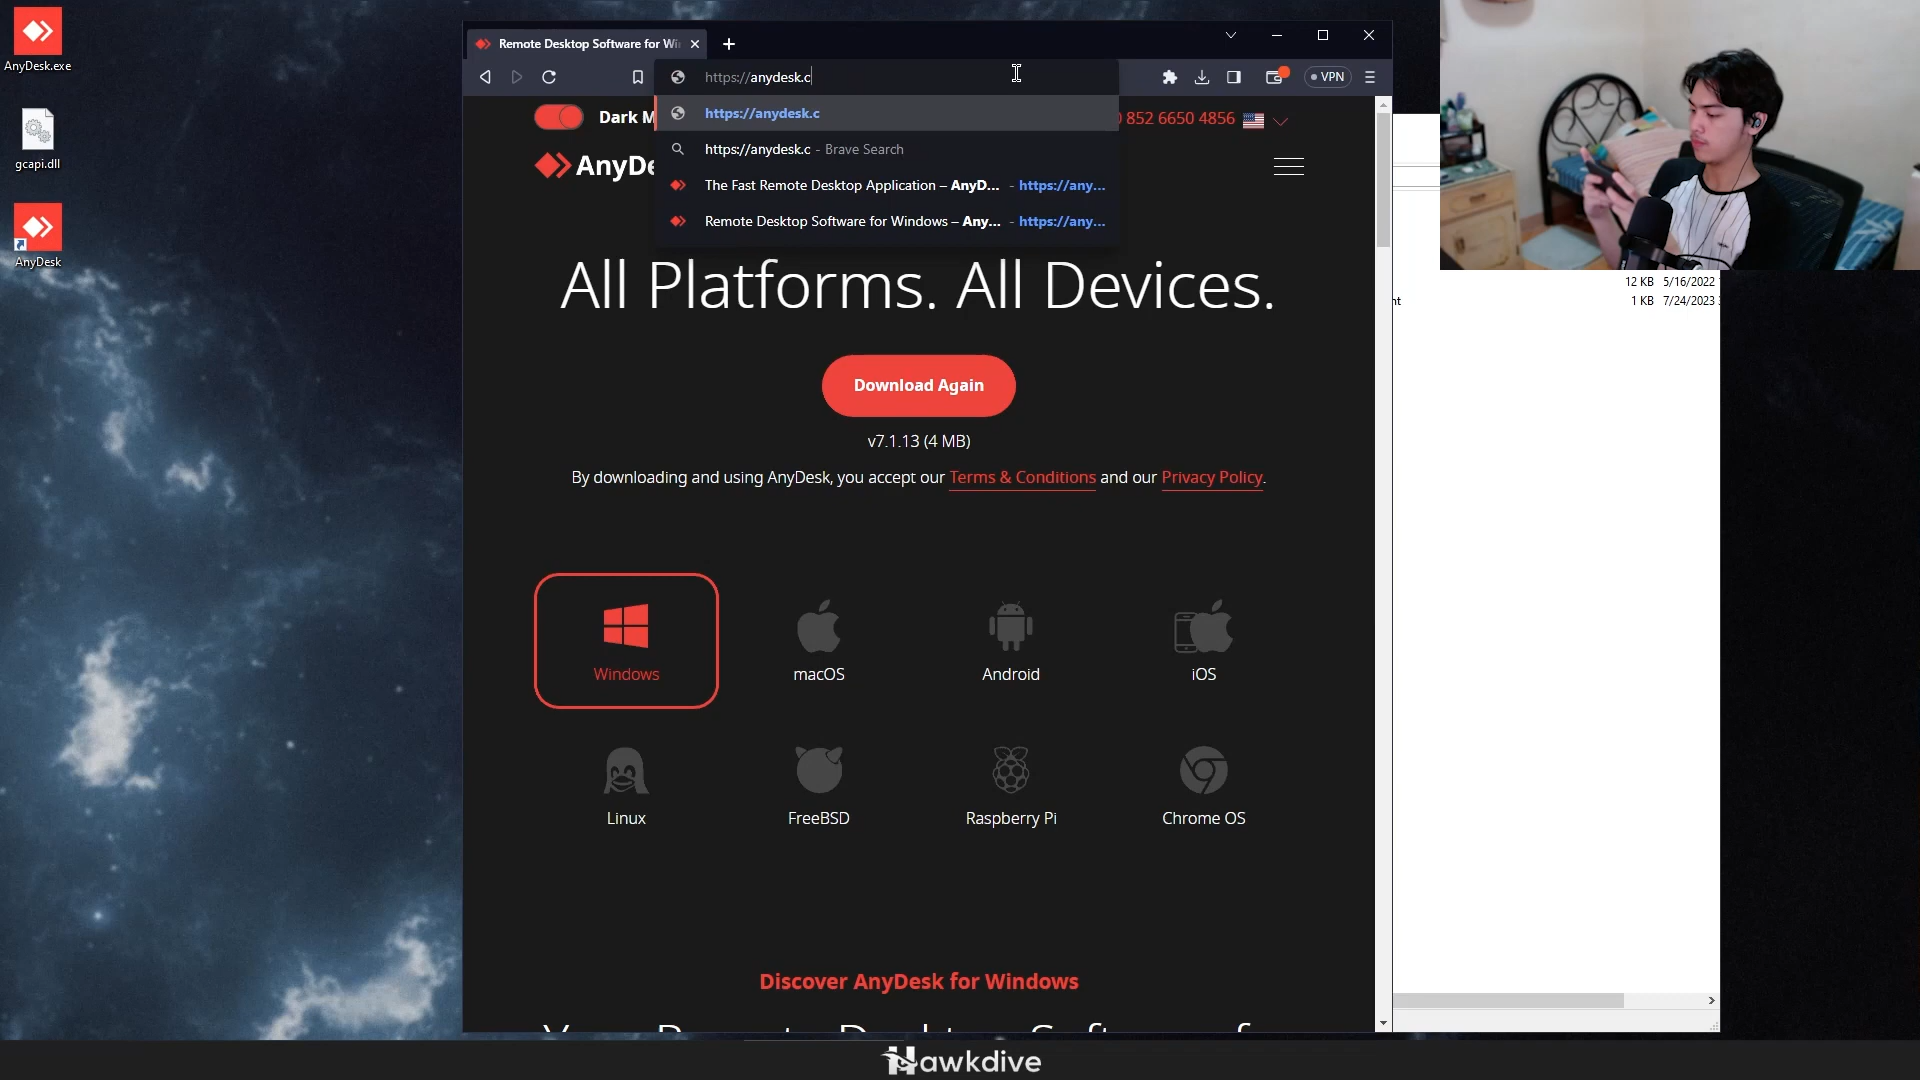 AnyDesk.exe
gcapi.dll
AnyDesk
Remote Desktop Software for Wi
https://anydesk.c
VPN
https://anydesk.c
https://anydesk.c - Brave Search
The Fast Remote Desktop Application – AnyD... - https://any...
Remote Desktop Software for Windows – Any... - https://any...
Dark M
852 6650 4856
AnyDe
All Platforms. All Devices.
Download Again
v7.1.13 (4 MB)
By downloading and using AnyDesk, you accept our Terms & Conditions and our Privacy Policy.
Windows
macOS
Android
iOS
Linux
FreeBSD
Raspberry Pi
Chrome OS
Discover AnyDesk for Windows
12 KB 5/16/2022
nt 1 KB 7/24/2023
Hawkdive